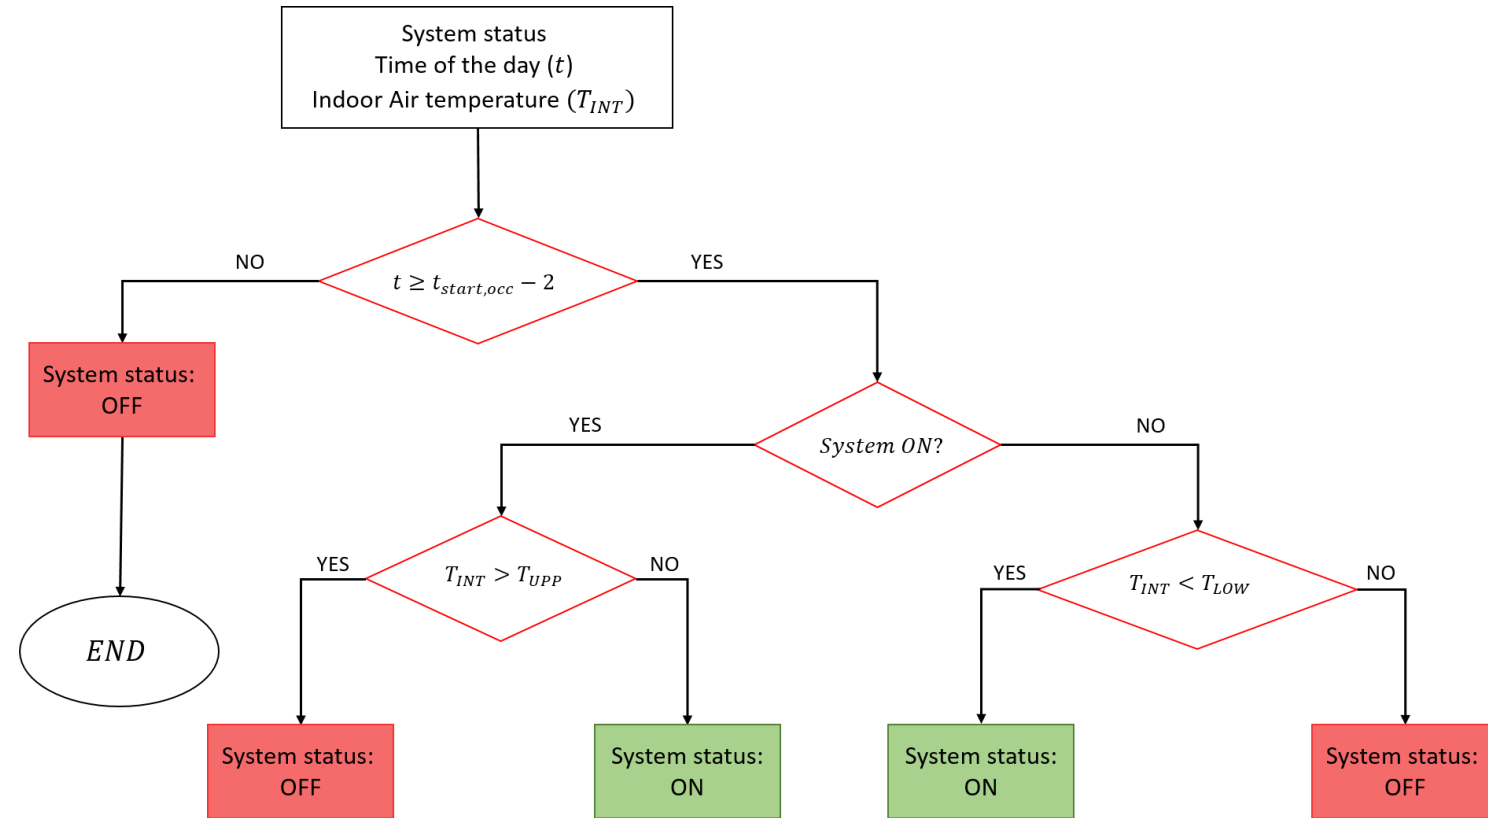 System status
Time of the day (t)
Indoor Air temperature (T_INT)
NO
YES
t ≥ t_start,occ − 2
System status:
OFF
YES
NO
System ON?
YES
NO
T_INT > T_UPP
YES
NO
T_INT < T_LOW
END
System status:
OFF
System status:
ON
System status:
ON
System status:
OFF